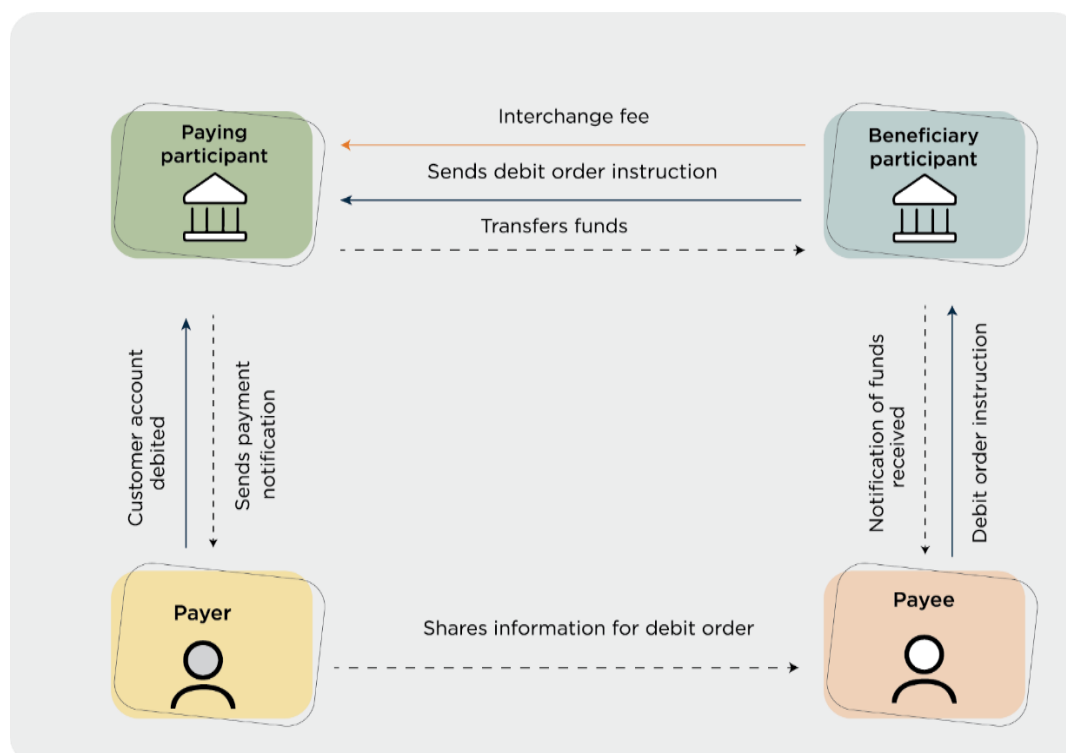 Interchange fee
Paying
participant
Beneficiary
participant
Sends debit order instruction
Transfers funds
Customer account
debited
Sends payment
notification
Notification of funds
received
Debit order instruction
Payer
Payee
Shares information for debit order